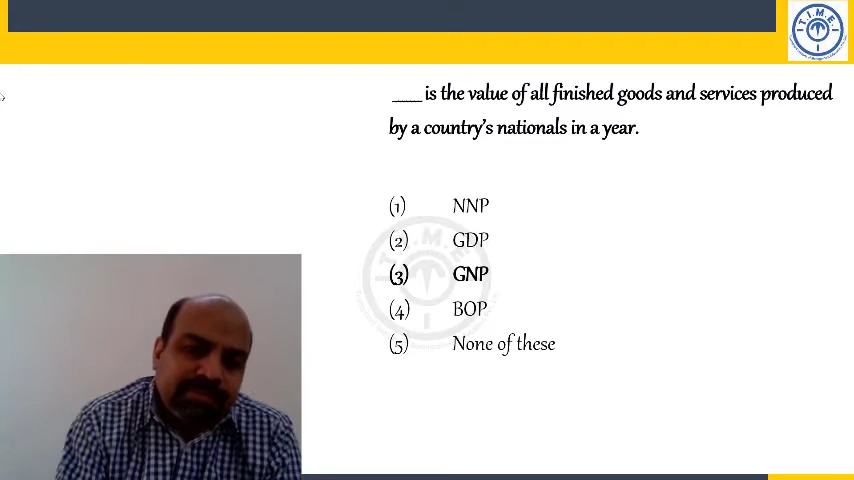 T.I.M.E.
____ is the value of all finished goods and services produced
by a country's nationals in a year.
(1) NNP
(2) GDP
(3) GNP
(4) BOP
(5) None of these